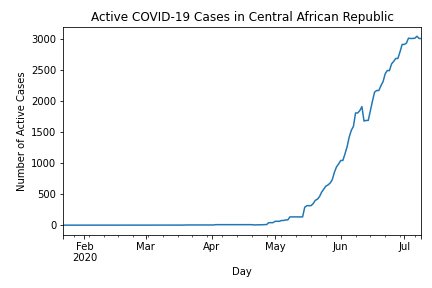 Active COVID-19 Cases in Central African Republic
Number of Active Cases
3000
2500
2000
1500
1000
500
0
Feb
2020
Mar
Apr
May
Jun
Jul
Day